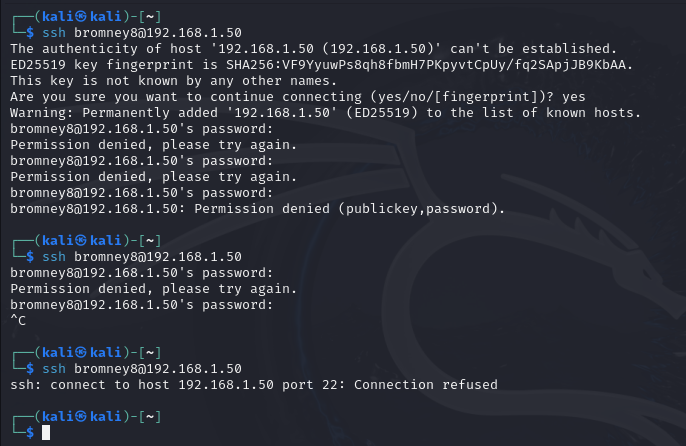 ┌──(kali㉿kali)-[~]
└─$ ssh bromney8@192.168.1.50
The authenticity of host '192.168.1.50 (192.168.1.50)' can't be established.
ED25519 key fingerprint is SHA256:VF9YyuwPs8qh8fbmH7PKpyvtCpUy/fq2SApjJB9KbAA.
This key is not known by any other names.
Are you sure you want to continue connecting (yes/no/[fingerprint])? yes
Warning: Permanently added '192.168.1.50' (ED25519) to the list of known hosts.
bromney8@192.168.1.50's password:
Permission denied, please try again.
bromney8@192.168.1.50's password:
Permission denied, please try again.
bromney8@192.168.1.50's password:
bromney8@192.168.1.50: Permission denied (publickey,password).
┌──(kali㉿kali)-[~]
└─$ ssh bromney8@192.168.1.50
bromney8@192.168.1.50's password:
Permission denied, please try again.
bromney8@192.168.1.50's password:
^C
┌──(kali㉿kali)-[~]
└─$ ssh bromney8@192.168.1.50
ssh: connect to host 192.168.1.50 port 22: Connection refused
┌──(kali㉿kali)-[~]
└─$